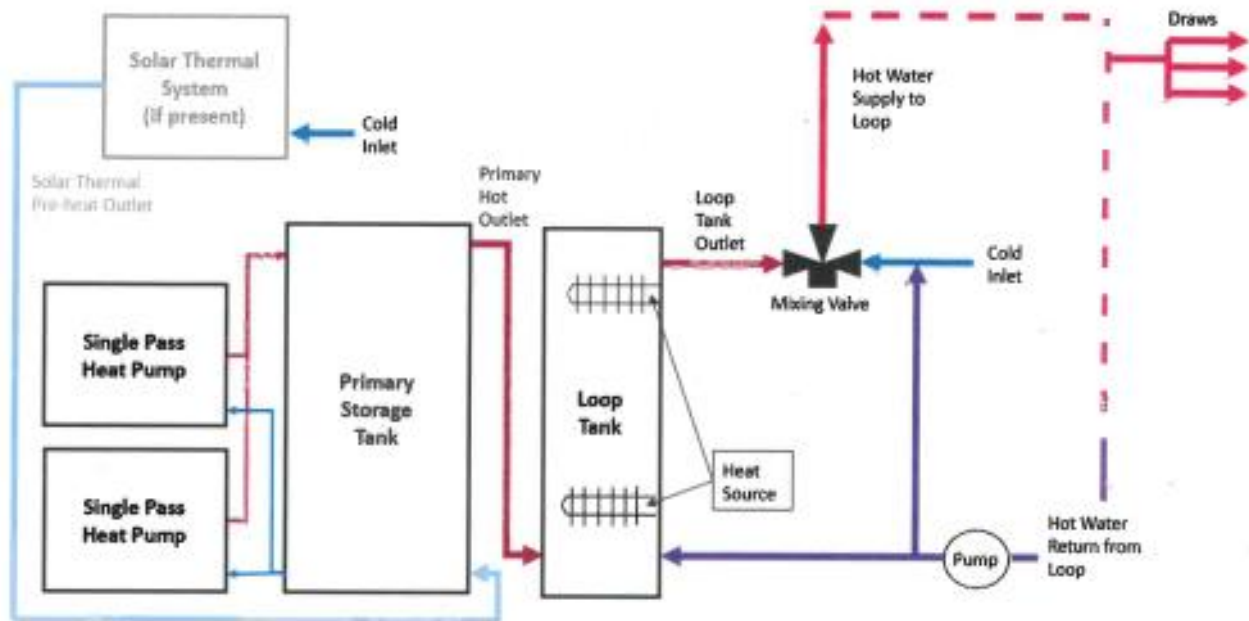 Solar Thermal
System
(if present)
Cold
Inlet
Solar Thermal
Pre-heat Outlet
Primary
Hot
Outlet
Loop
Tank
Outlet
Hot Water
Supply to
Loop
Draws
Cold
Inlet
Mixing Valve
Single Pass
Heat Pump
Single Pass
Heat Pump
Primary
Storage
Tank
Loop
Tank
Heat
Source
Pump
Hot Water
Return from
Loop